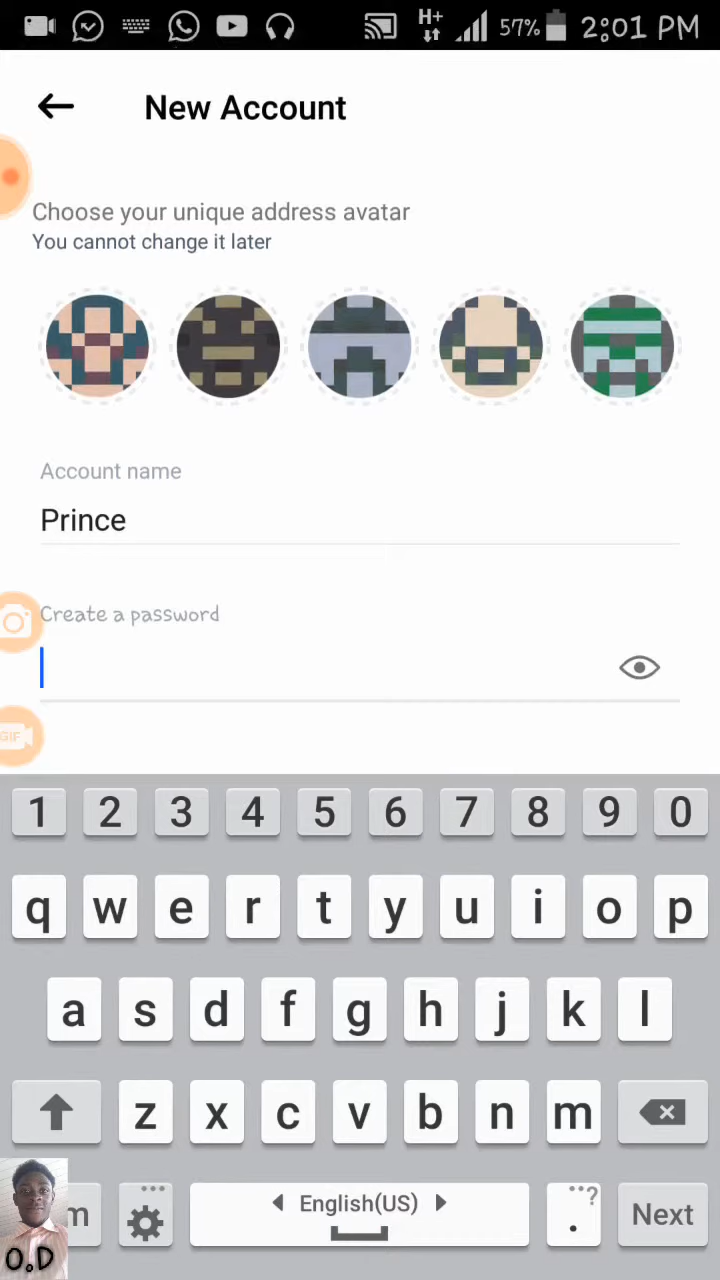 H+ 57% 2:01 PM
New Account
Choose your unique address avatar
You cannot change it later
Account name
Prince
Create a password
GIF
1 2 3 4 5 6 7 8 9 0
q w e r t y u i o p
a s d f g h j k l
z x c v b n m
m English(US) . ? Next
O.D